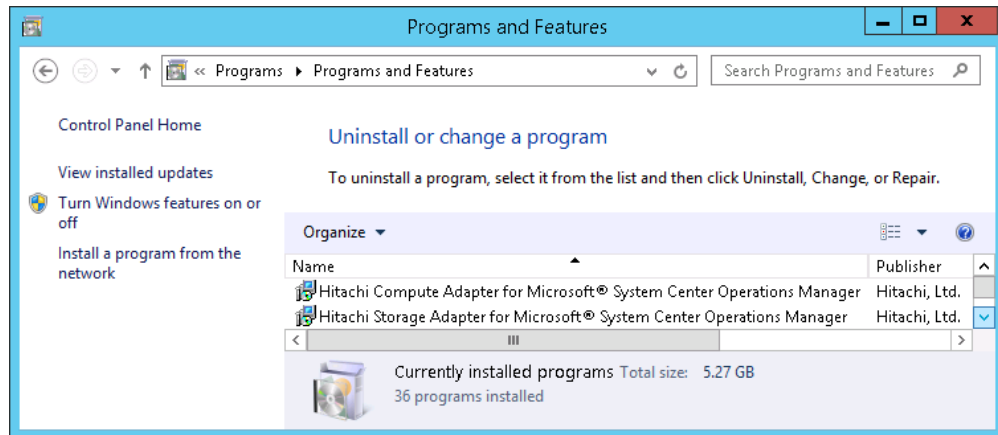 Programs and Features
« Programs ▸ Programs and Features
Search Programs and Features
Control Panel Home
View installed updates
Turn Windows features on or
off
Install a program from the
network
Uninstall or change a program
To uninstall a program, select it from the list and then click Uninstall, Change, or Repair.
Organize
Name Publisher
Hitachi Compute Adapter for Microsoft® System Center Operations Manager Hitachi, Ltd.
Hitachi Storage Adapter for Microsoft® System Center Operations Manager Hitachi, Ltd.
Currently installed programs Total size: 5.27 GB
36 programs installed